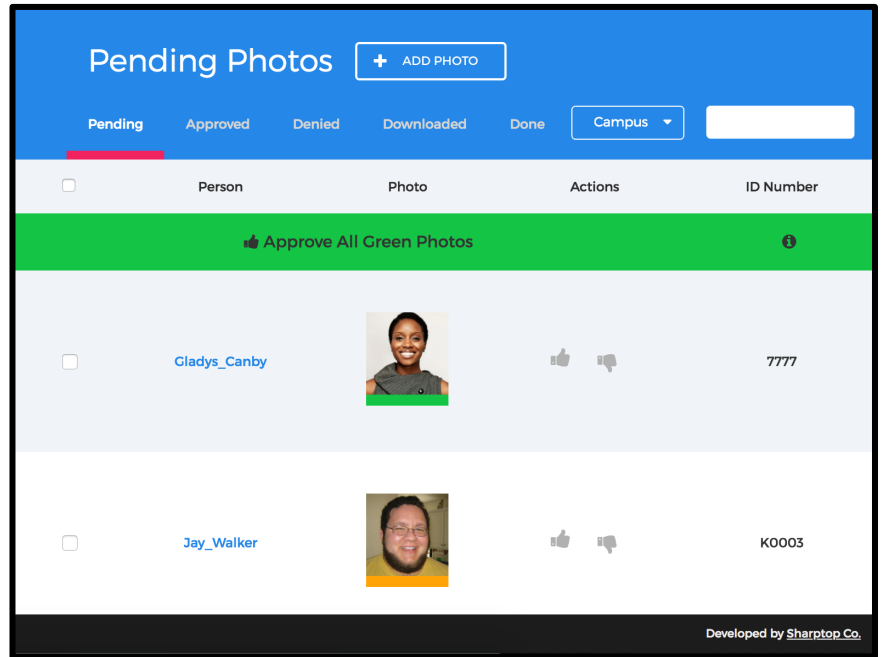 Pending Photos
ADD PHOTO
Pending Approved Denied Downloaded Done Campus
Person Photo Actions ID Number
Approve All Green Photos
Gladys_Canby 7777
Jay_Walker K0003
Developed by Sharptop Co.